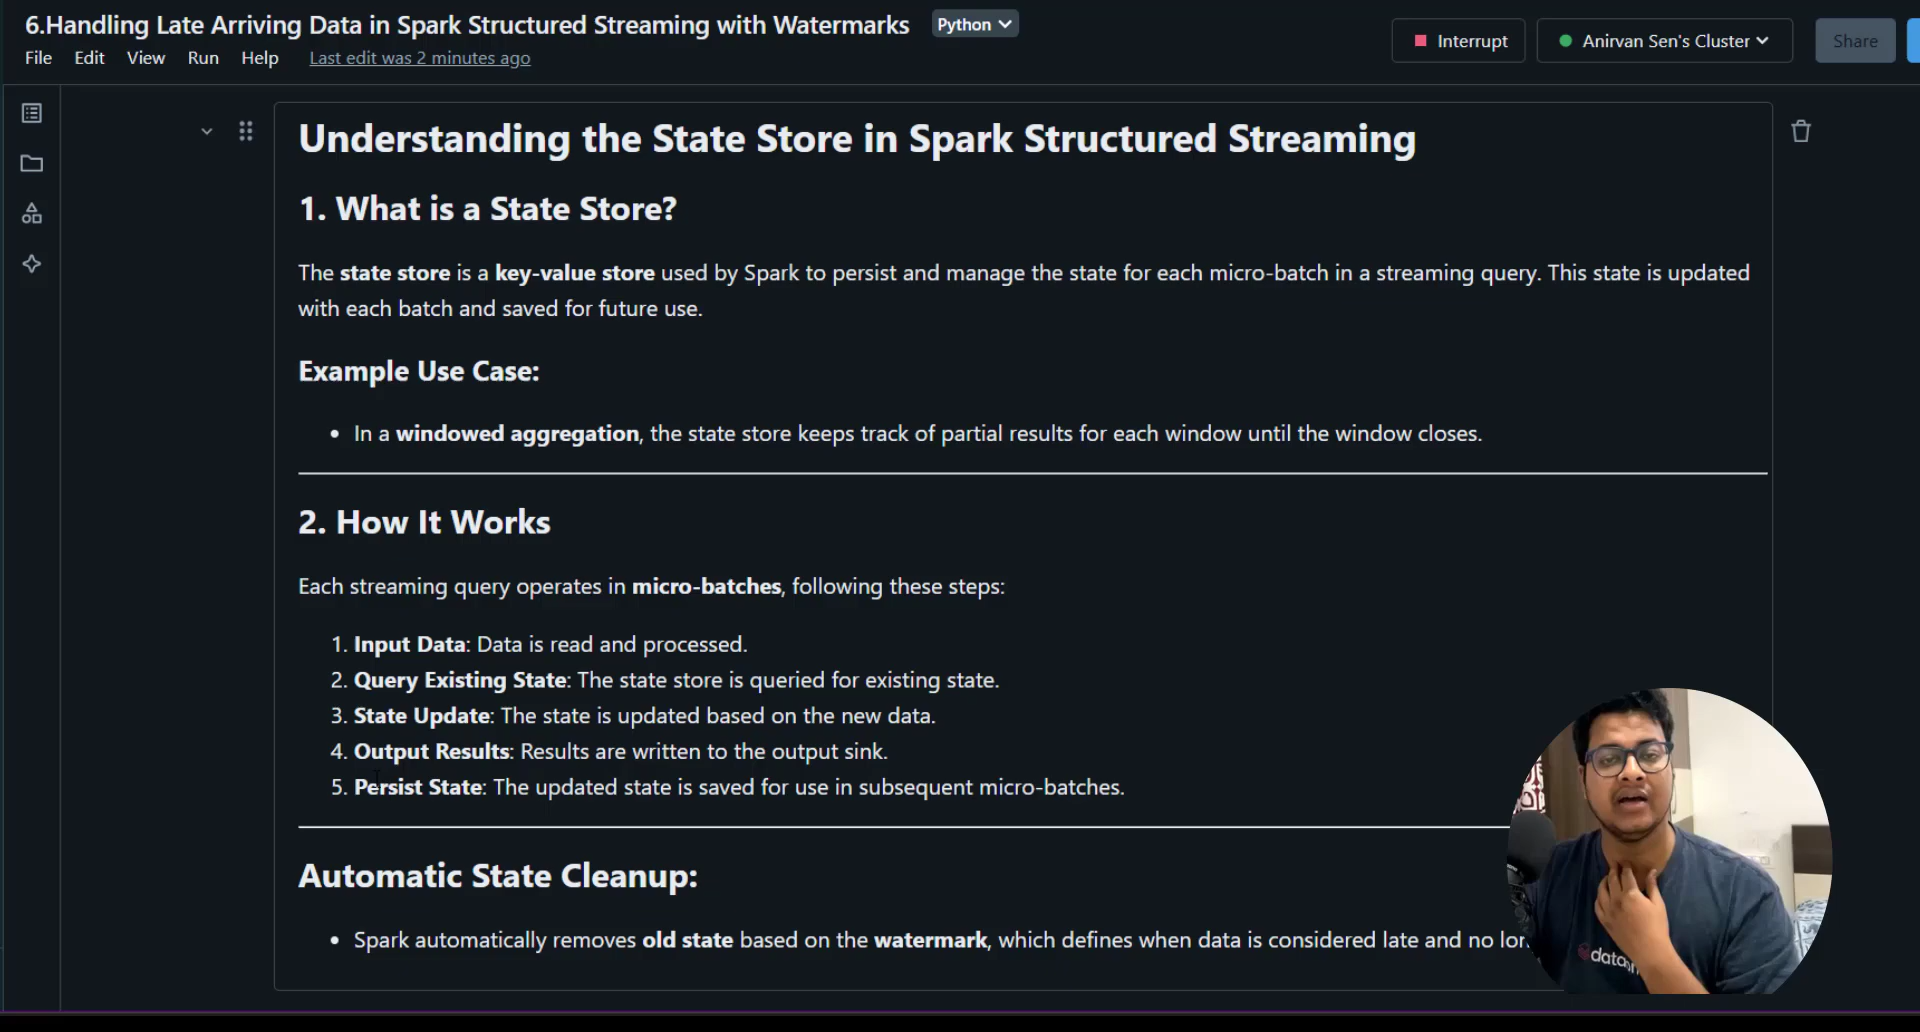 6.Handling Late Arriving Data in Spark Structured Streaming with Watermarks Python
Interrupt Anirvan Sen's Cluster Share
File Edit View Run Help Last edit was 2 minutes ago
Understanding the State Store in Spark Structured Streaming
1. What is a State Store?
The state store is a key-value store used by Spark to persist and manage the state for each micro-batch in a streaming query. This state is updated
with each batch and saved for future use.
Example Use Case:
• In a windowed aggregation, the state store keeps track of partial results for each window until the window closes.
2. How It Works
Each streaming query operates in micro-batches, following these steps:
1. Input Data: Data is read and processed.
2. Query Existing State: The state store is queried for existing state.
3. State Update: The state is updated based on the new data.
4. Output Results: Results are written to the output sink.
5. Persist State: The updated state is saved for use in subsequent micro-batches.
Automatic State Cleanup:
• Spark automatically removes old state based on the watermark, which defines when data is considered late and no